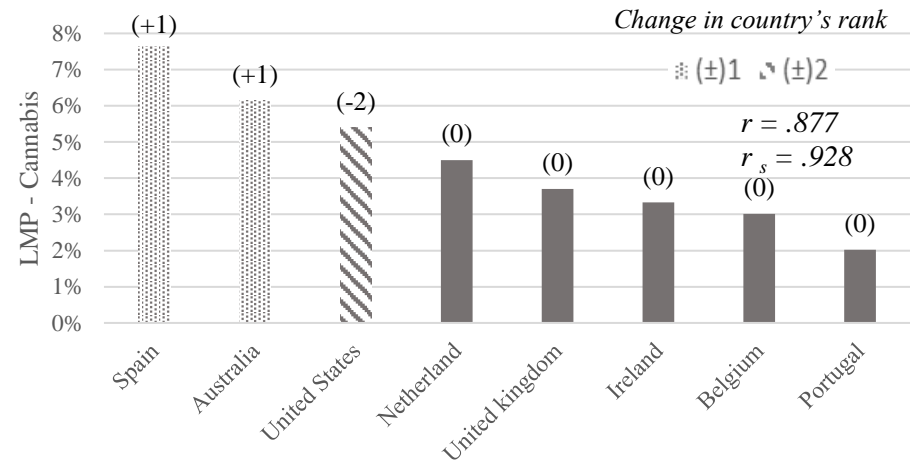 Change in country's rank
(±)1 (±)2
r = .877
r s = .928
LMP - Cannabis
8%
7%
6%
5%
4%
3%
2%
1%
0%
(+1)
(+1)
(-2)
(0)
(0)
(0)
(0)
(0)
Spain
Australia
United States
Netherland
United kingdom
Ireland
Belgium
Portugal